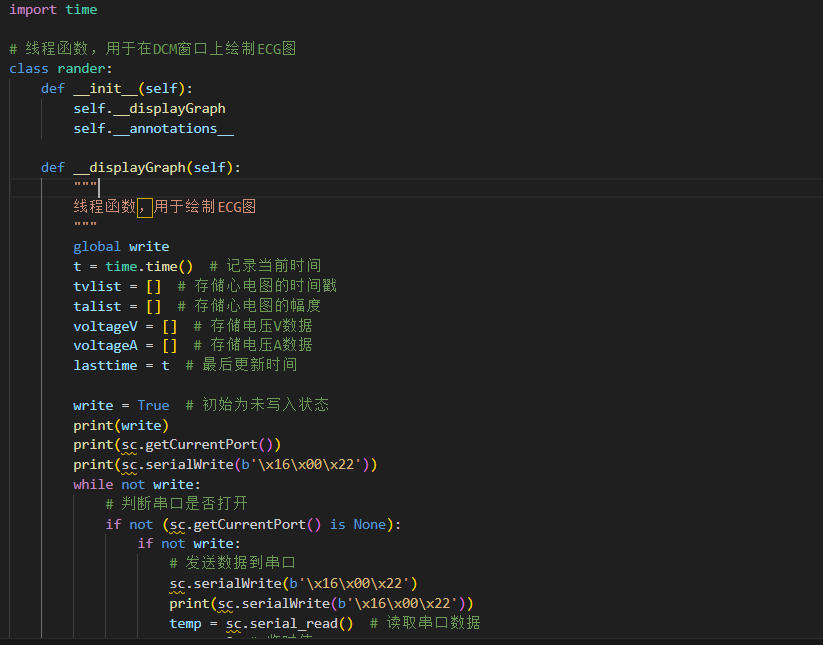 import time
# 线程函数，用于在DCM窗口上绘制ECG图
class rander:
def __init__(self):
self.__displayGraph
self.__annotations__
def __displayGraph(self):
"""
线程函数，用于绘制ECG图
"""
global write
t = time.time()  # 记录当前时间
tvlist = []  # 存储心电图的时间戳
talist = []  # 存储心电图的幅度
voltageV = []  # 存储电压V数据
voltageA = []  # 存储电压A数据
lasttime = t  # 最后更新时间
write = True  # 初始为未写入状态
print(write)
print(sc.getCurrentPort())
print(sc.serialWrite(b'\x16\x00\x22'))
while not write:
# 判断串口是否打开
if not (sc.getCurrentPort() is None):
if not write:
# 发送数据到串口
sc.serialWrite(b'\x16\x00\x22')
print(sc.serialWrite(b'\x16\x00\x22'))
temp = sc.serial_read()  # 读取串口数据